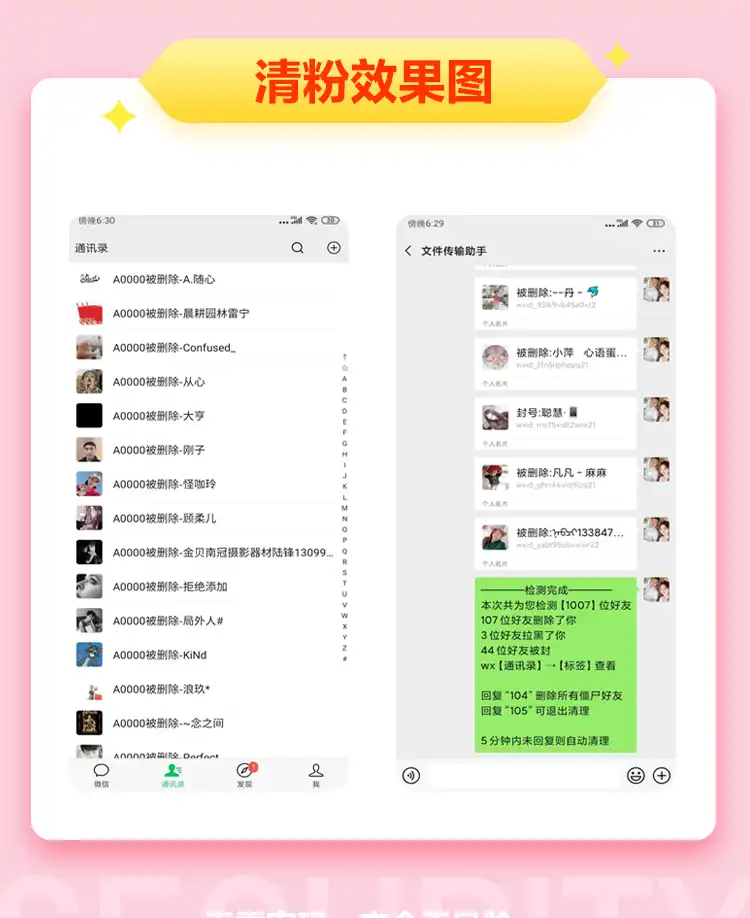 清粉效果图
傍晚6:30
30
通讯录
A0000被删除-A.随心
A0000被删除-晨耕园林雷宁
A0000被删除-Confused_
A0000被删除-从心
A0000被删除-大亨
A0000被删除-刚子
A0000被删除-怪咖玲
A0000被删除-顾柔儿
A0000被删除-金贝南冠摄影器材陆锋13099...
A0000被删除-拒绝添加
A0000被删除-局外人#
A0000被删除-KiNd
A0000被删除-浪玖*
A0000被删除-~念之间
A0000被删除-Perfect
A
B
C
D
E
F
G
H
I
J
K
L
M
N
O
P
Q
R
S
T
U
V
W
X
Y
Z
#
微信
通讯录
发现
1
我
傍晚6:29
31
文件传输助手
被删除:--丹 -
个人名片
被删除:小萍 心语蛋...
个人名片
封号:聪慧·
个人名片
被删除:凡凡 - 麻麻
个人名片
被删除:133847...
个人名片
————检测完成————
本次共为您检测【1007】位好友
107位好友删除了你
3位好友拉黑了你
44位好友被封
wx【通讯录】→【标签】查看
回复“104”删除所有僵尸好友
回复“105”可退出清理
5分钟内未回复则自动清理
SECURITY